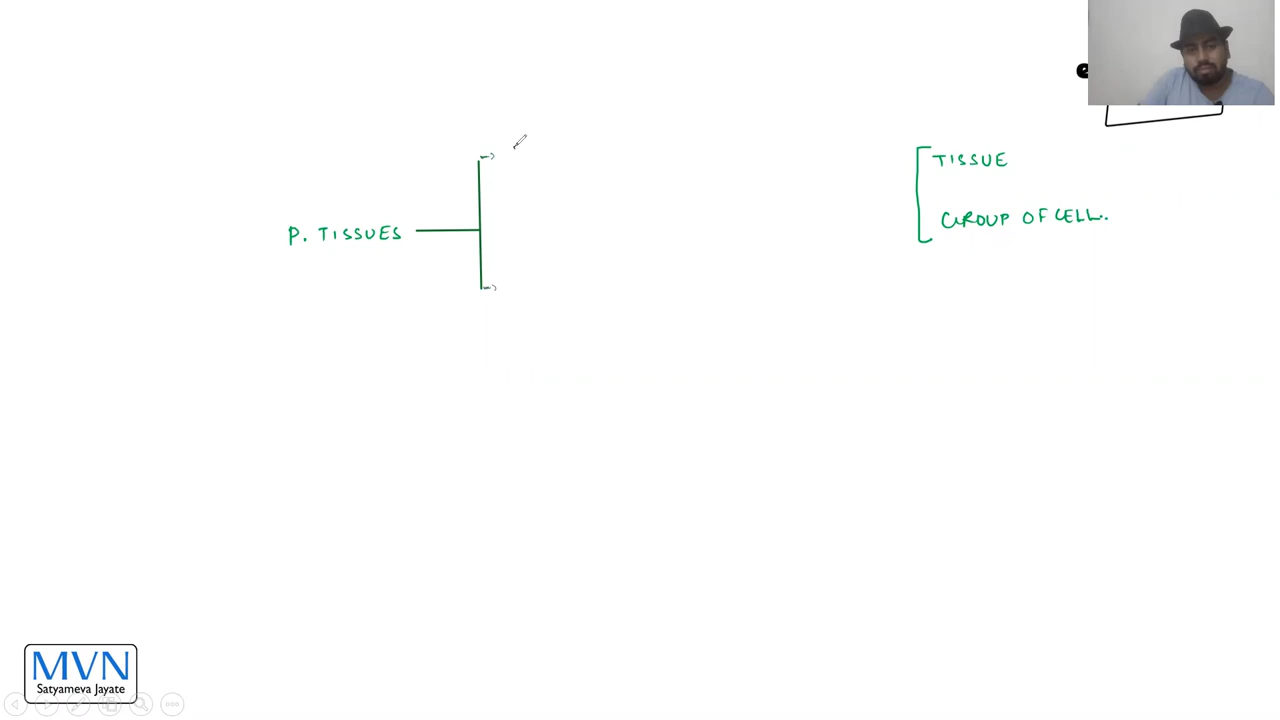 TISSUE
GROUP OF CELL.
P. TISSUES
MVN
Satyameva Jayate